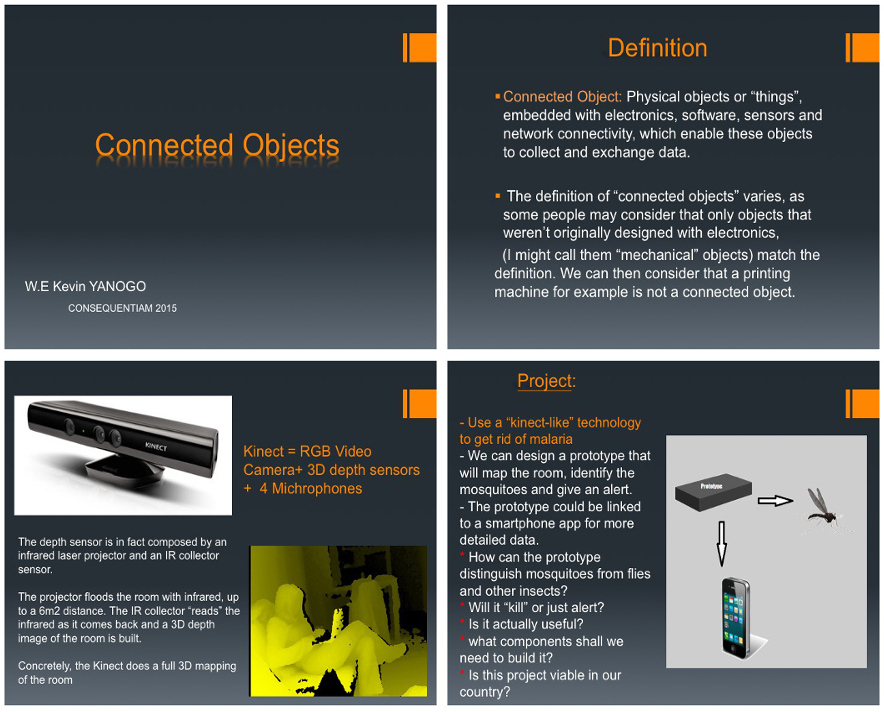 Connected Objects
W.E Kevin YANOGO
CONSEQUENTIAM 2015
Definition
▪ Connected Object: Physical objects or “things”,
embedded with electronics, software, sensors and
network connectivity, which enable these objects
to collect and exchange data.
▪ The definition of “connected objects” varies, as
some people may consider that only objects that
weren’t originally designed with electronics,
(I might call them “mechanical” objects) match the
definition. We can then consider that a printing
machine for example is not a connected object.
KINECT
Kinect = RGB Video
Camera+ 3D depth sensors
+ 4 Michrophones
The depth sensor is in fact composed by an
infrared laser projector and an IR collector
sensor.
The projector floods the room with infrared, up
to a 6m2 distance. The IR collector “reads” the
infrared as it comes back and a 3D depth
image of the room is built.
Concretely, the Kinect does a full 3D mapping
of the room
Project:
- Use a “kinect-like” technology
to get rid of malaria
- We can design a prototype that
will map the room, identify the
mosquitoes and give an alert.
- The prototype could be linked
to a smartphone app for more
detailed data.
* How can the prototype
distinguish mosquitoes from flies
and other insects?
* Will it “kill” or just alert?
* Is it actually useful?
* what components shall we
need to build it?
* Is this project viable in our
country?
Prototype